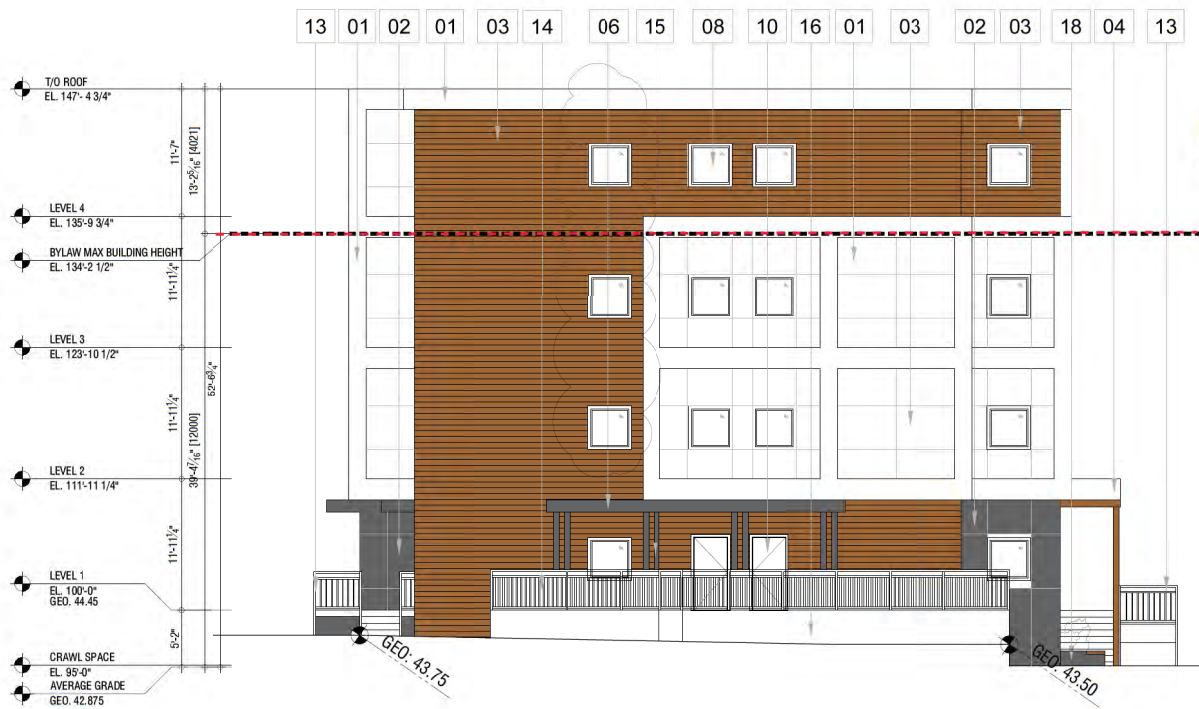 13 01 02 01 03 14 06 15 08 10 16 01 03 02 03 18 04 13
T/O ROOF
EL. 147'- 4 3/4"
11'-7"
13'-2 5/16" [4021]
LEVEL 4
EL. 135'-9 3/4"
BYLAW MAX BUILDING HEIGHT
EL. 134'-2 1/2"
11'-11 1/4"
LEVEL 3
EL. 123'-10 1/2"
52'-6 3/4"
11'-11 1/4"
39'-4 7/16" [12000]
LEVEL 2
EL. 111'-11 1/4"
11'-11 1/4"
LEVEL 1
EL. 100'-0"
GEO. 44.45
5'-2"
CRAWL SPACE
EL. 95'-0"
AVERAGE GRADE
GEO. 42.875
GEO: 43.75
GEO: 43.50